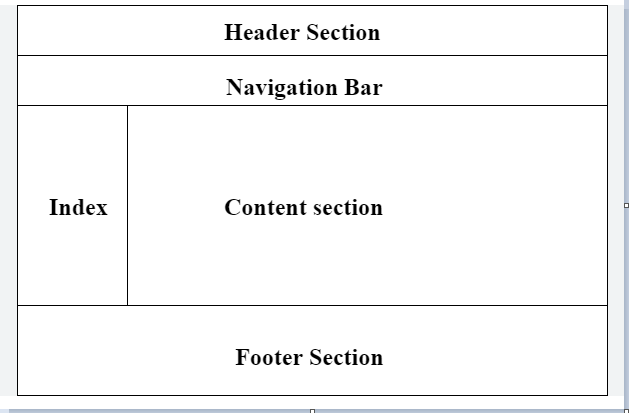 Header Section
Navigation Bar
Index
Content section
Footer Section